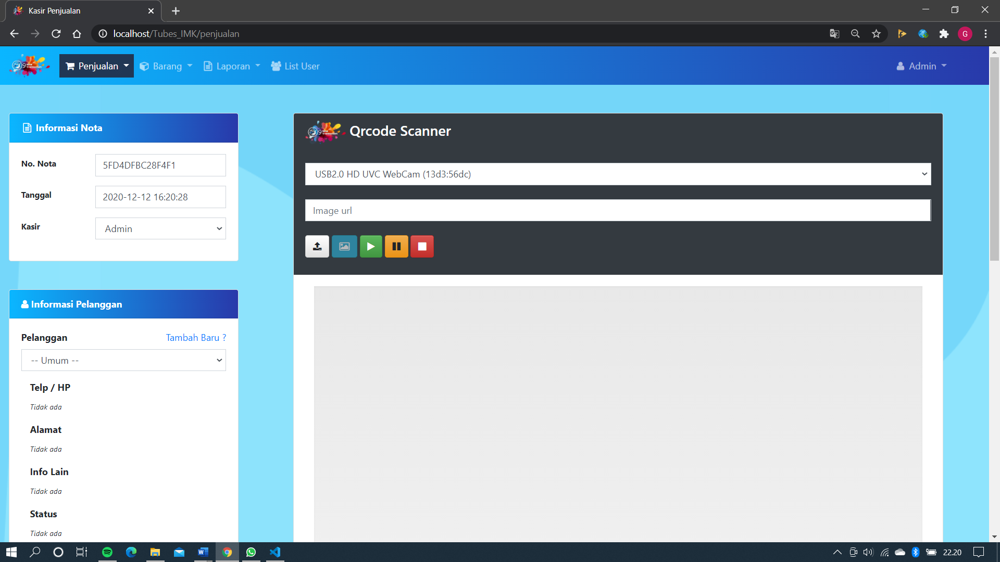 Kasir Penjualan
localhost/Tubes_IMK/penjualan
G
Penjualan
Barang
Laporan
List User
Admin
Informasi Nota
No. Nota
5FD4DFBC28F4F1
Tanggal
2020-12-12 16:20:28
Kasir
Admin
Informasi Pelanggan
Pelanggan
Tambah Baru ?
-- Umum --
Telp / HP
Tidak ada
Alamat
Tidak ada
Info Lain
Tidak ada
Status
Tidak ada
Qrcode Scanner
USB2.0 HD UVC WebCam (13d3:56dc)
Image url
22.20